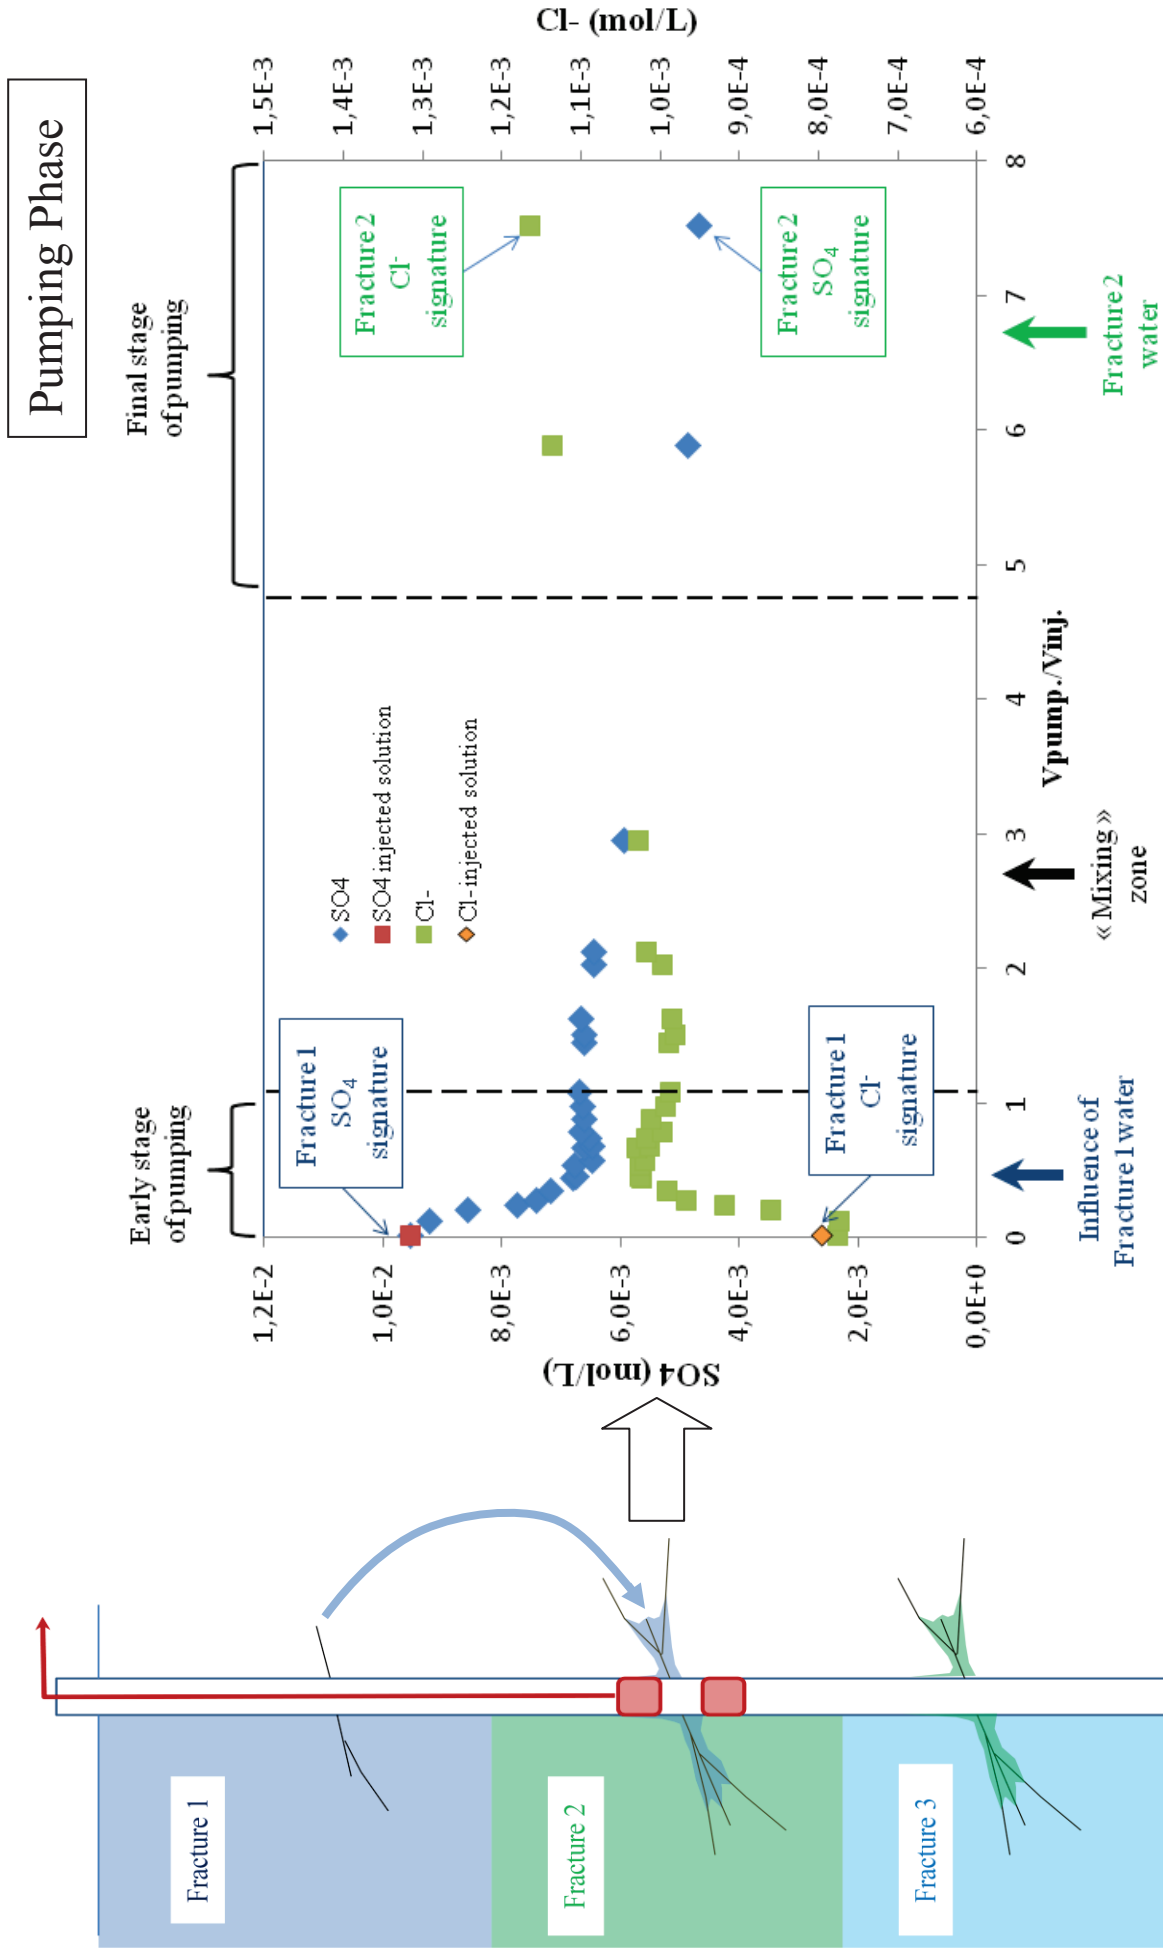 Pumping Phase
Fracture 1
Fracture 2
Fracture 3
Early stage
of pumping
Final stage
of pumping
SO4 (mol/L)
1,2E-2
1,0E-2
8,0E-3
6,0E-3
4,0E-3
2,0E-3
0,0E+0
Fracture 1
SO4
signature
SO4
SO4 injected solution
Cl-
Cl- injected solution
Fracture 1
Cl-
signature
Fracture 2
Cl-
signature
Fracture 2
SO4
signature
Cl- (mol/L)
1,5E-3
1,4E-3
1,3E-3
1,2E-3
1,1E-3
1,0E-3
9,0E-4
8,0E-4
7,0E-4
6,0E-4
0 1 2 3 4 5 6 7 8
Vpump./Vinj.
Influence of
Fracture 1 water
« Mixing »
zone
Fracture 2
water